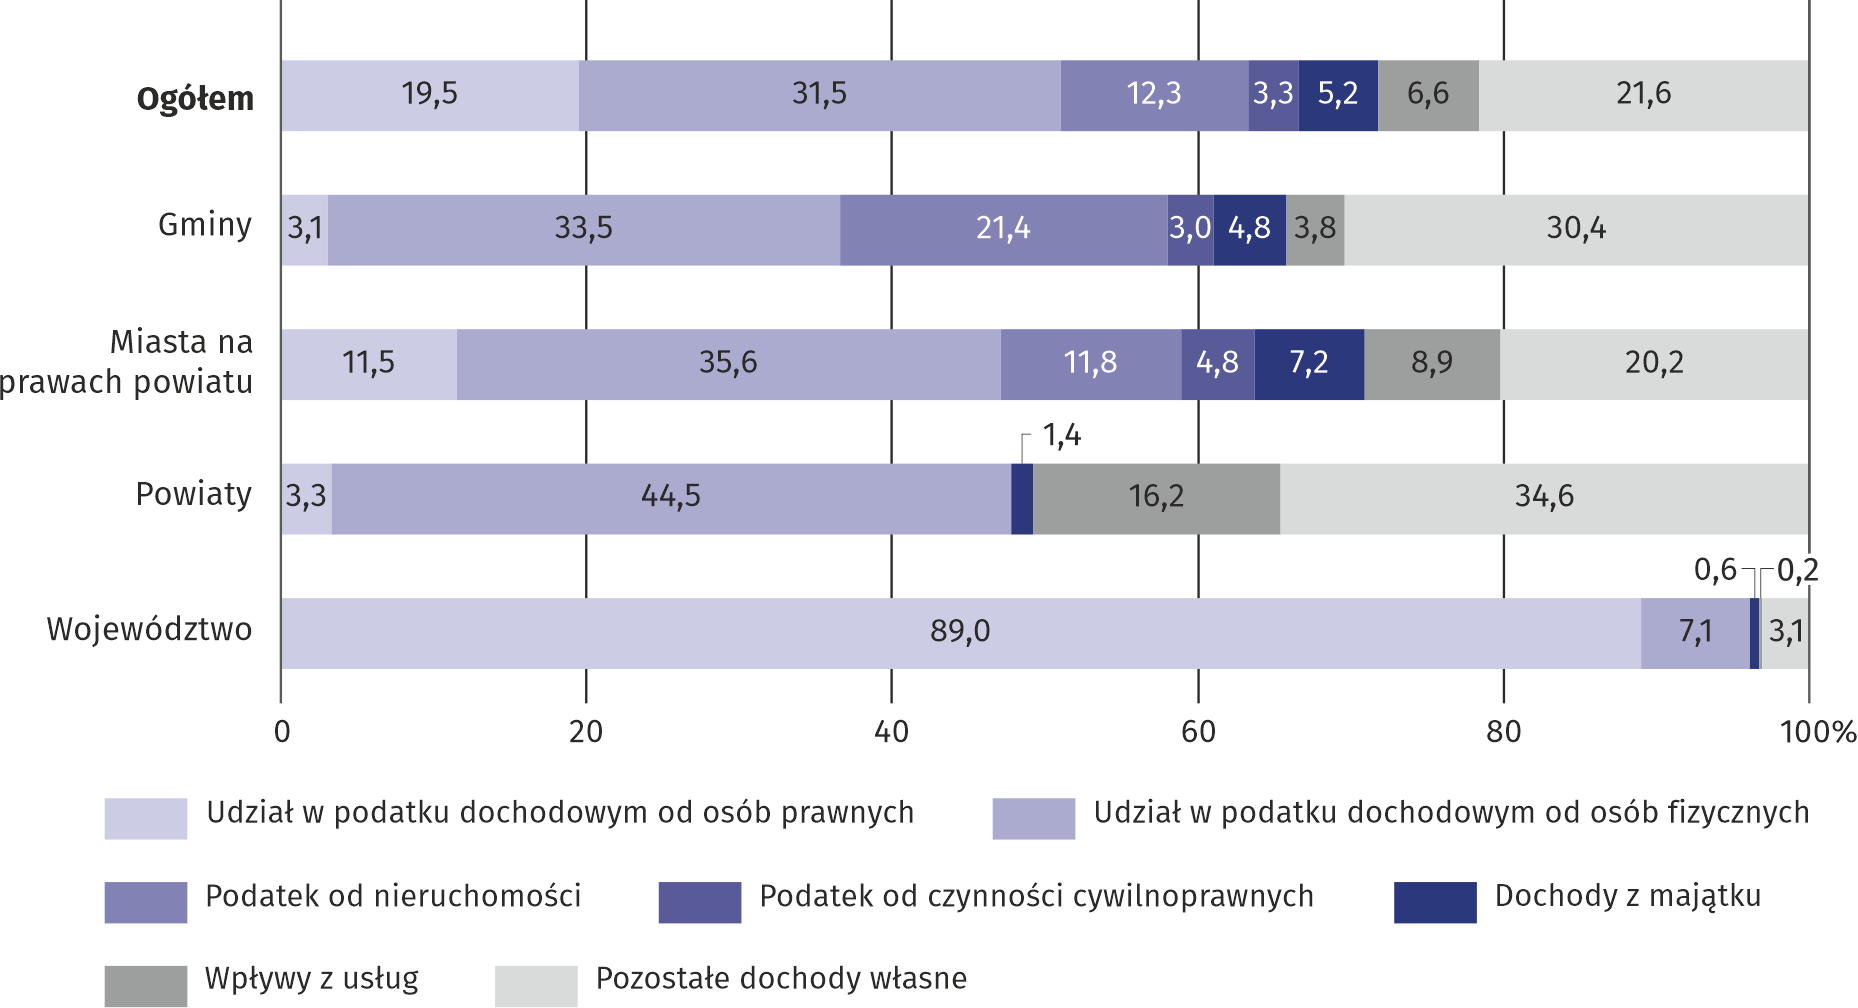 Ogółem 19,5 31,5 12,3 3,3 5,2 6,6 21,6
Gminy 3,1 33,5 21,4 3,0 4,8 3,8 30,4
Miasta na
prawach powiatu 11,5 35,6 11,8 4,8 7,2 8,9 20,2
1,4
Powiaty 3,3 44,5 16,2 34,6
0,6 0,2
Województwo 89,0 7,1 3,1
0 20 40 60 80 100%
Udział w podatku dochodowym od osób prawnych Udział w podatku dochodowym od osób fizycznych
Podatek od nieruchomości Podatek od czynności cywilnoprawnych Dochody z majątku
Wpływy z usług Pozostałe dochody własne